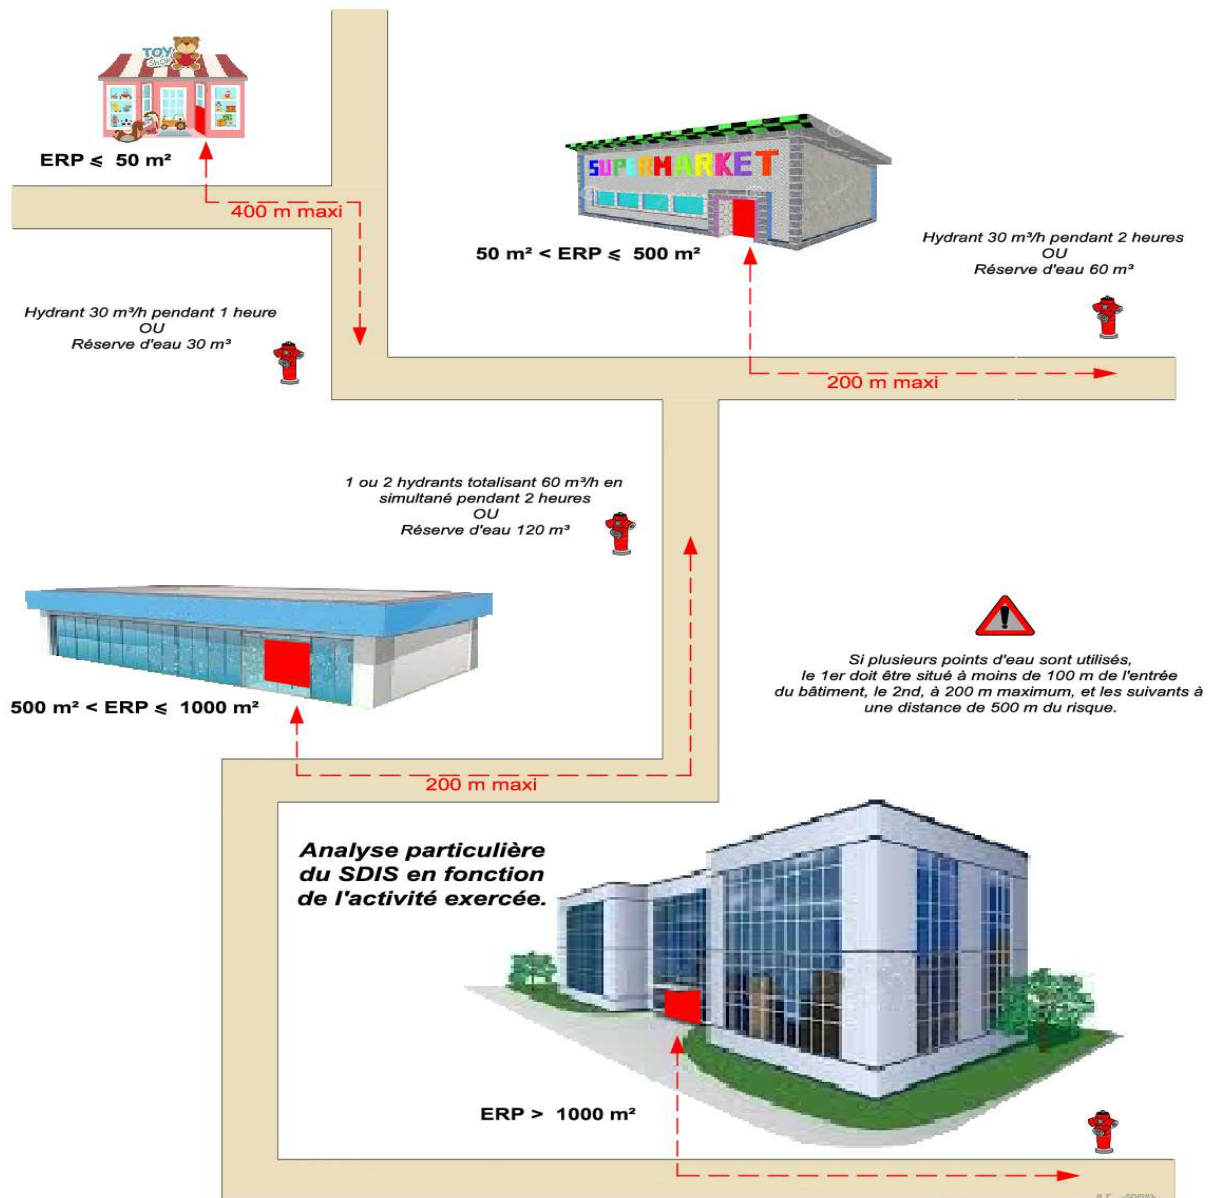 TOY
SHOP
ERP ⩽ 50 m²
400 m maxi
SUPERMARKET
50 m² < ERP ⩽ 500 m²
Hydrant 30 m³/h pendant 2 heures
OU
Réserve d'eau 60 m³
200 m maxi
Hydrant 30 m³/h pendant 1 heure
OU
Réserve d'eau 30 m³
1 ou 2 hydrants totalisant 60 m³/h en
simultané pendant 2 heures
OU
Réserve d'eau 120 m³
500 m² < ERP ⩽ 1000 m²
200 m maxi
Si plusieurs points d'eau sont utilisés,
le 1er doit être situé à moins de 100 m de l'entrée
du bâtiment, le 2nd, à 200 m maximum, et les suivants à
une distance de 500 m du risque.
Analyse particulière
du SDIS en fonction
de l'activité exercée.
ERP > 1000 m²